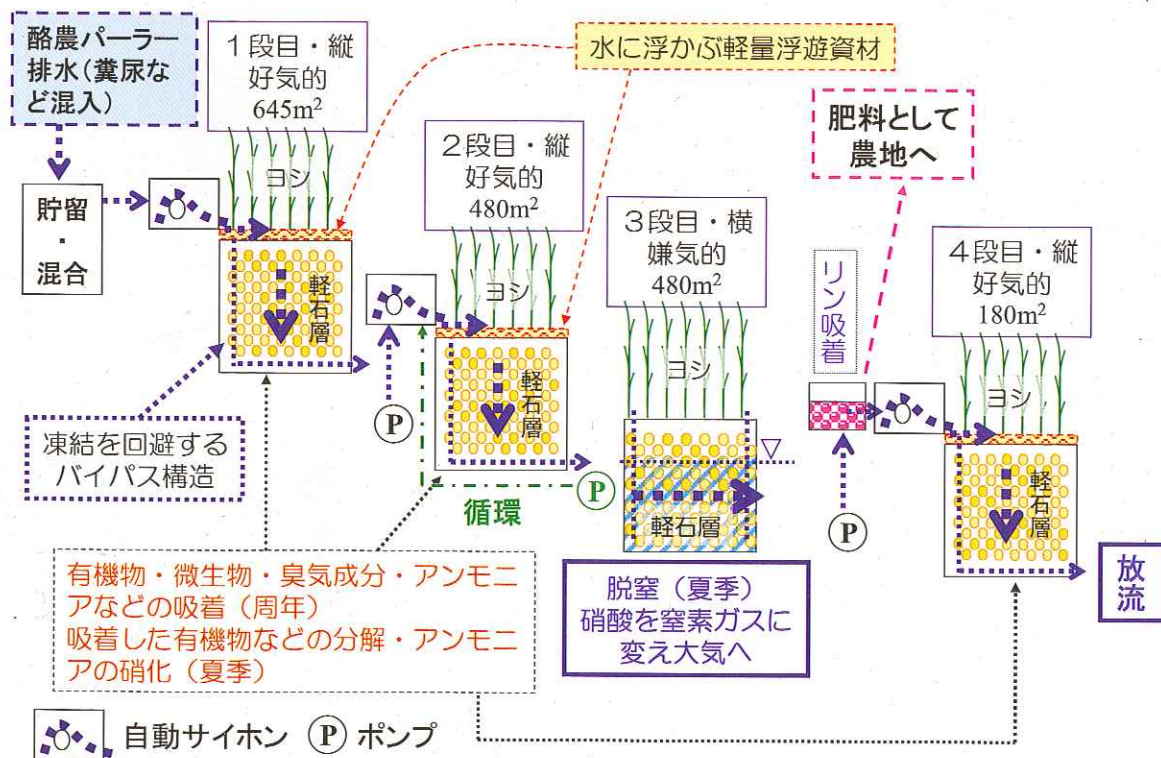 酪農パーラー
排水(糞尿な
ど混入)
貯留
・
混合
1段目・縦
好気的
645m²
ヨシ
軽石層
水に浮かぶ軽量浮遊資材
2段目・縦
好気的
480m²
ヨシ
軽石層
P
循環
P
3段目・横
嫌気的
480m²
ヨシ
▽
軽石層
肥料として
農地へ
リン吸着
P
4段目・縦
好気的
180m²
ヨシ
軽石層
放流
凍結を回避する
バイパス構造
有機物・微生物・臭気成分・アンモニ
アなどの吸着(周年)
吸着した有機物などの分解・アンモニ
アの硝化(夏季)
脱窒(夏季)
硝酸を窒素ガスに
変え大気へ
自動サイホン Ⓟ ポンプ